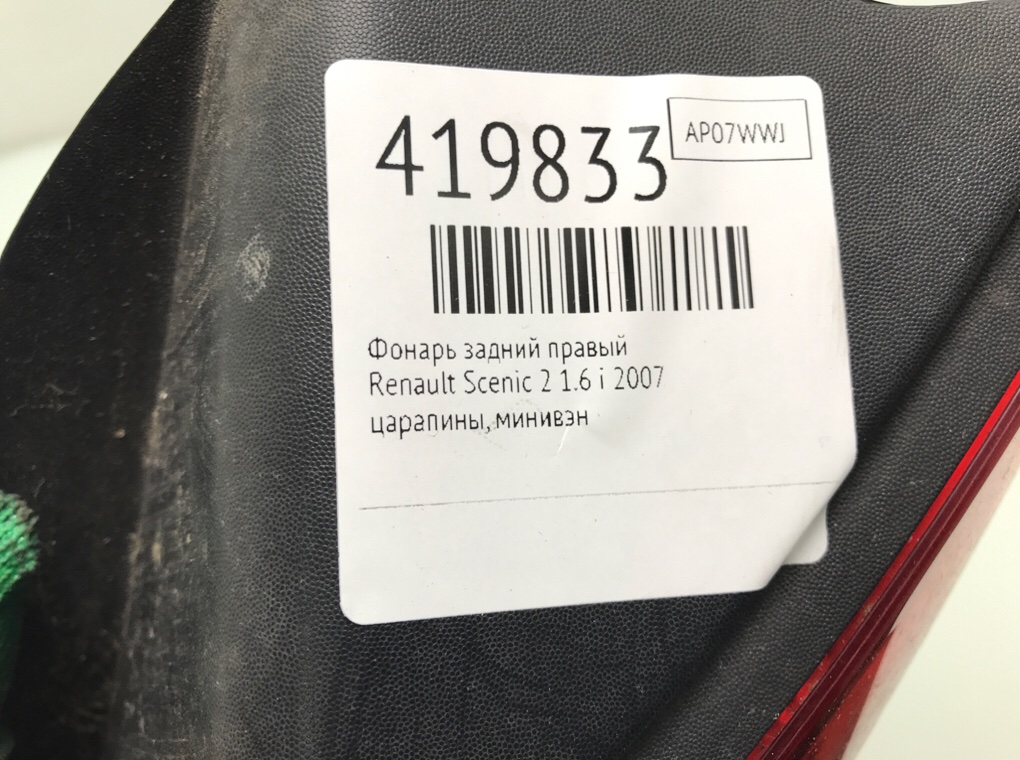 419833
AP07WWJ
Фонарь задний правый
Renault Scenic 2 1.6 i 2007
царапины, минивэн